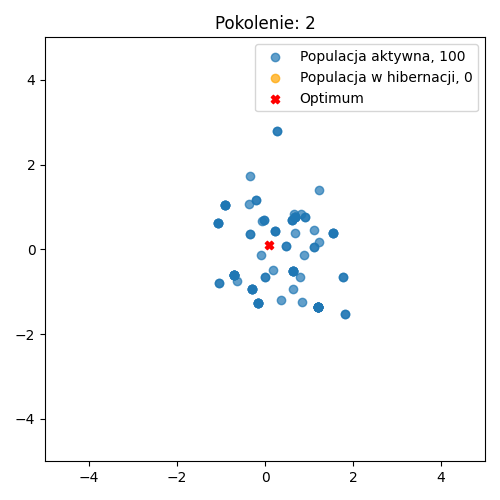 Pokolenie: 2
Populacja aktywna, 100
Populacja w hibernacji, 0
Optimum
4
2
0
−2
−4
−4 −2 0 2 4